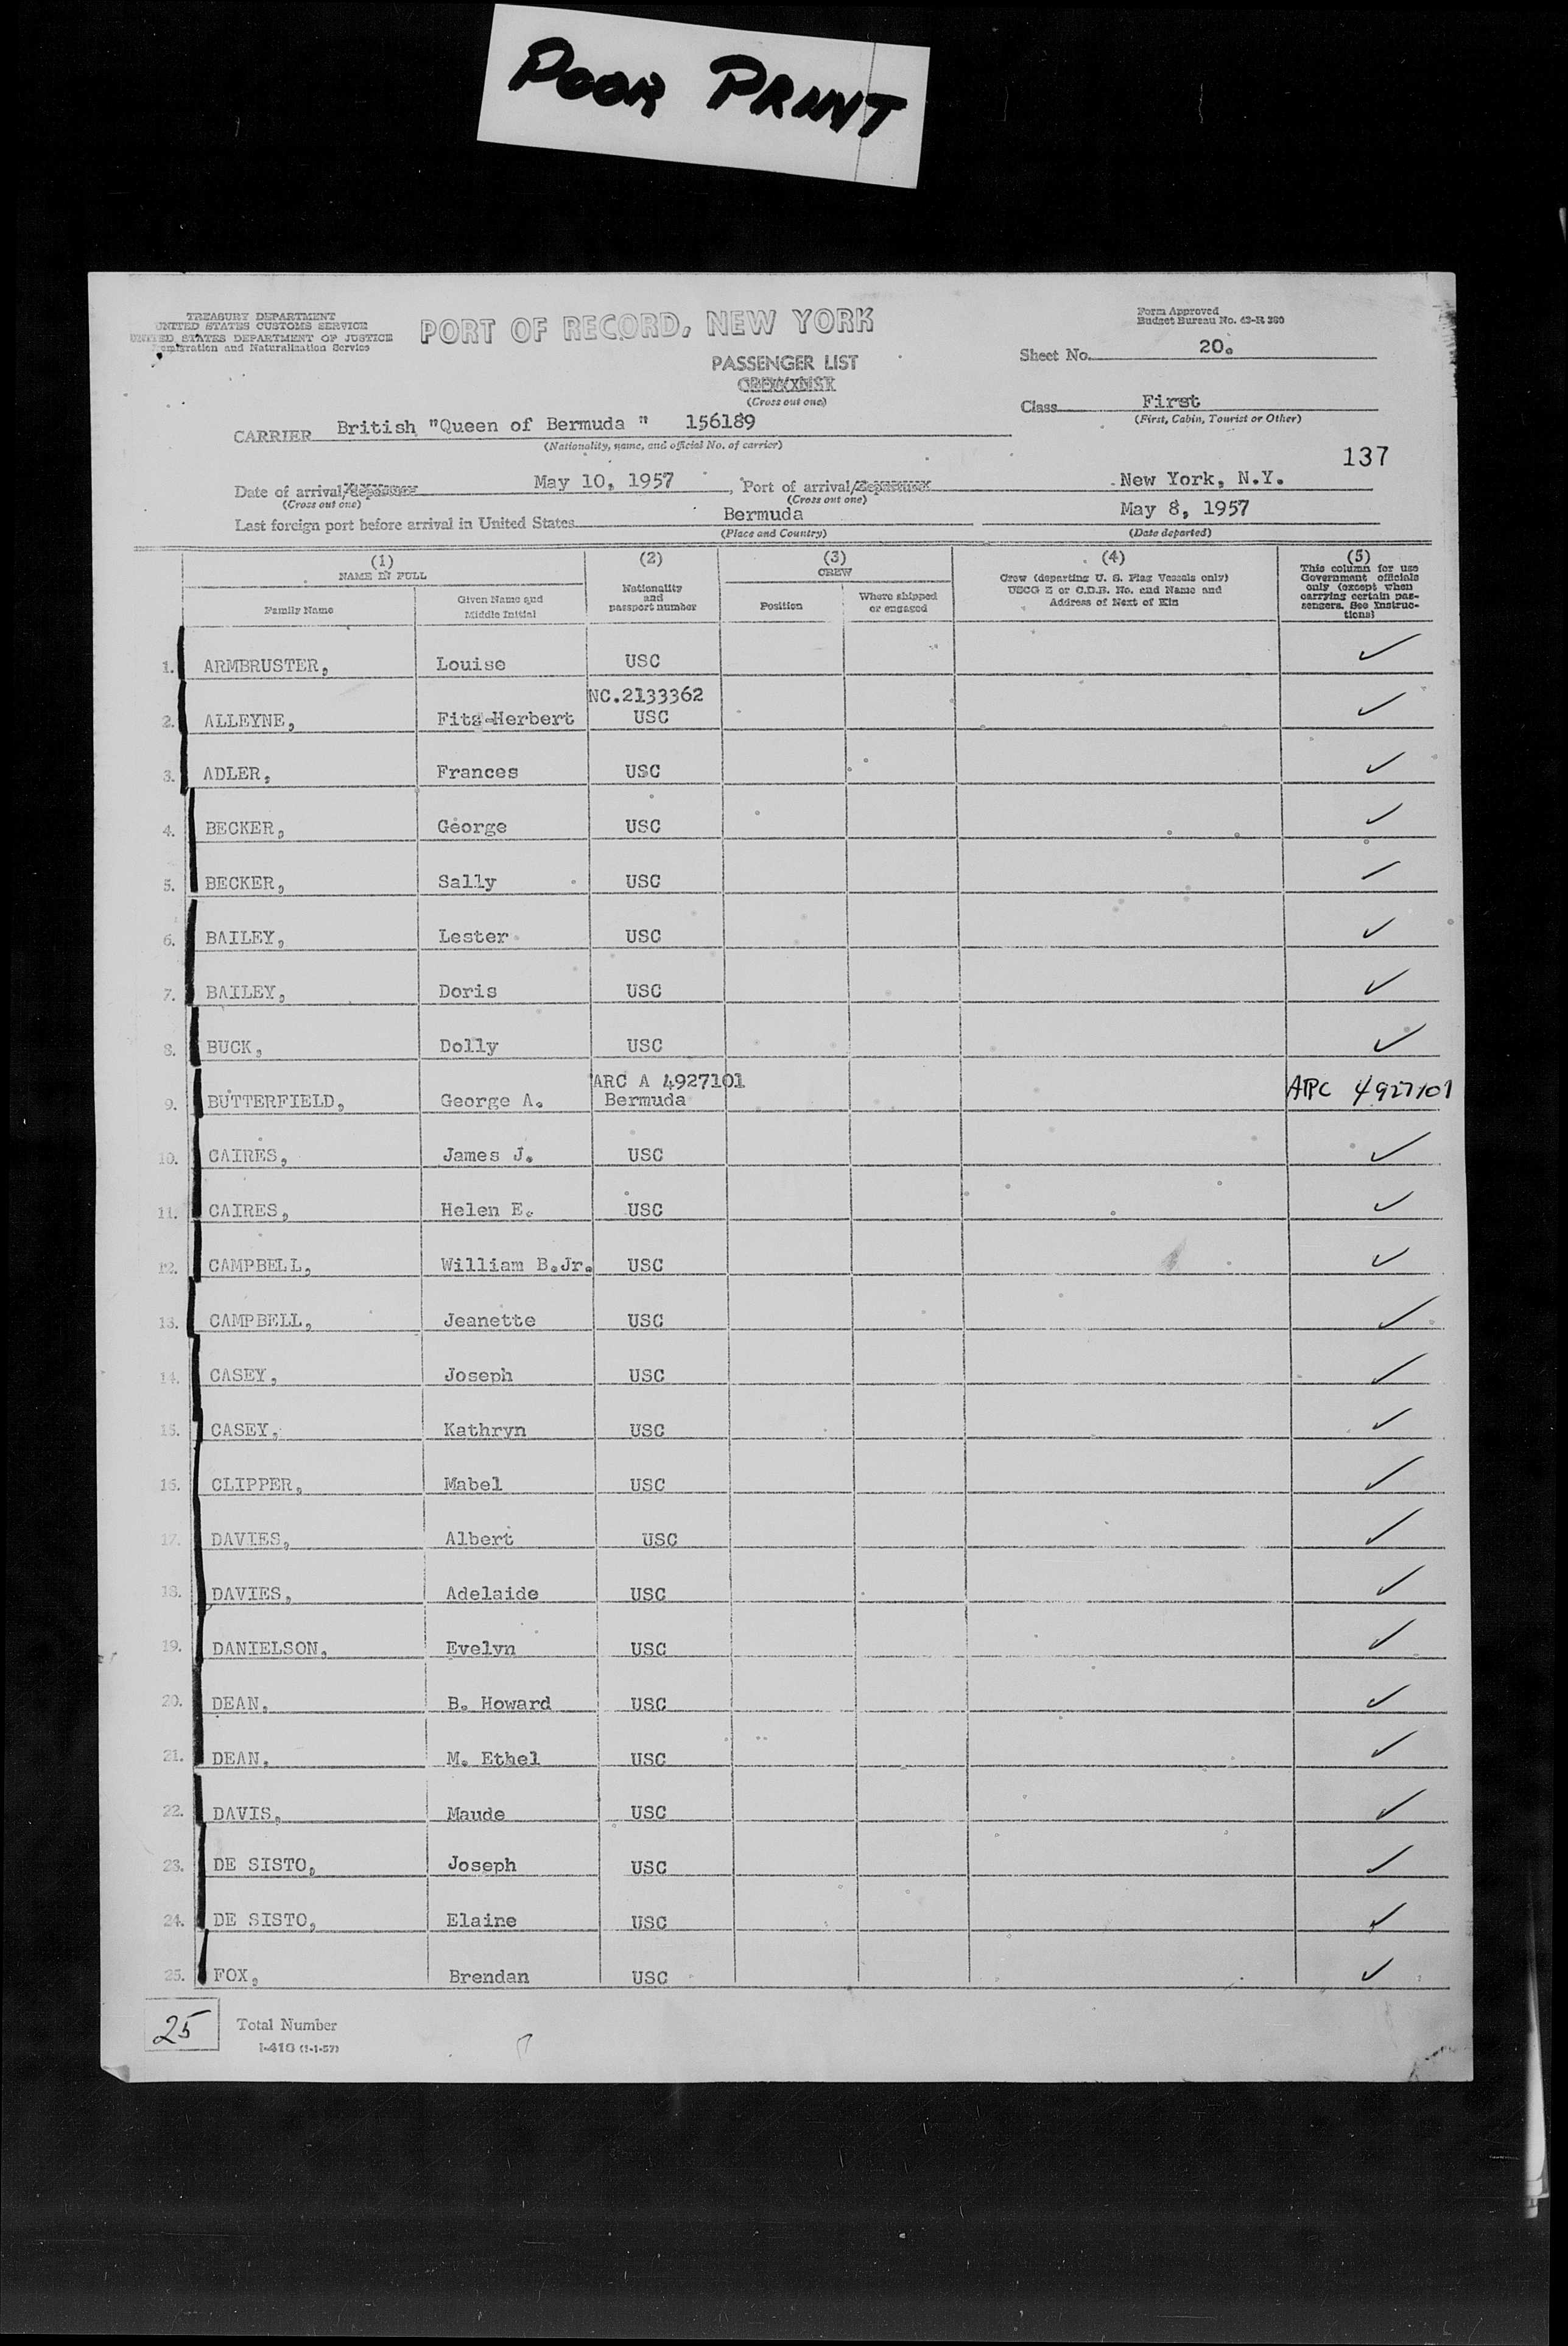 POOR PRINT
TREASURY DEPARTMENT
UNITED STATES CUSTOMS SERVICE
UNITED STATES DEPARTMENT OF JUSTICE
Immigration and Naturalization Service
PORT OF RECORD, NEW YORK
Form Approved
Budget Bureau No. 43-R 380
PASSENGER LIST
CREW LIST
(Cross out one)
Sheet No. 20.
Class First
(First, Cabin, Tourist or Other)
CARRIER British "Queen of Bermuda" 156189
(Nationality, name, and official No. of carrier)
137
Date of arrival/departure May 10, 1957, Port of arrival/departure New York, N.Y.
(Cross out one) (Cross out one)
Last foreign port before arrival in United States Bermuda May 8, 1957
(Place and Country) (Date departed)
(1) (2) (3) (4) (5)
NAME IN FULL
Family Name
Given Name and Middle Initial
Nationality and passport number
CREW
Position
Where shipped or engaged
Crew (departing U. S. Flag Vessels only)
USCG Z or C.D.B. No. and Name and
Address of Next of Kin
This column for use
Government officials
only (except when
carrying certain pas-
sengers. See Instruc-
tions)
1. ARMBRUSTER, Louise USC ✓
NC.2133362
2. ALLEYNE, Fitz-Herbert USC ✓
3. ADLER, Frances USC ✓
4. BECKER, George USC ✓
5. BECKER, Sally USC ✓
6. BAILEY, Lester USC ✓
7. BAILEY, Doris USC ✓
8. BUCK, Dolly USC ✓
ARC A 4927101
9. BUTTERFIELD, George A. Bermuda ARC 4927101
10. CAIRES, James J. USC ✓
11. CAIRES, Helen E. USC ✓
12. CAMPBELL, William B.Jr. USC ✓
13. CAMPBELL, Jeanette USC ✓
14. CASEY, Joseph USC ✓
15. CASEY, Kathryn USC ✓
16. CLIPPER, Mabel USC ✓
17. DAVIES, Albert USC ✓
18. DAVIES, Adelaide USC ✓
19. DANIELSON, Evelyn USC ✓
20. DEAN, B. Howard USC ✓
21. DEAN, M. Ethel USC ✓
22. DAVIS, Maude USC ✓
23. DE SISTO, Joseph USC ✓
24. DE SISTO, Elaine USC ✓
25. FOX, Brendan USC ✓
25 Total Number
I-418 (1-1-57)